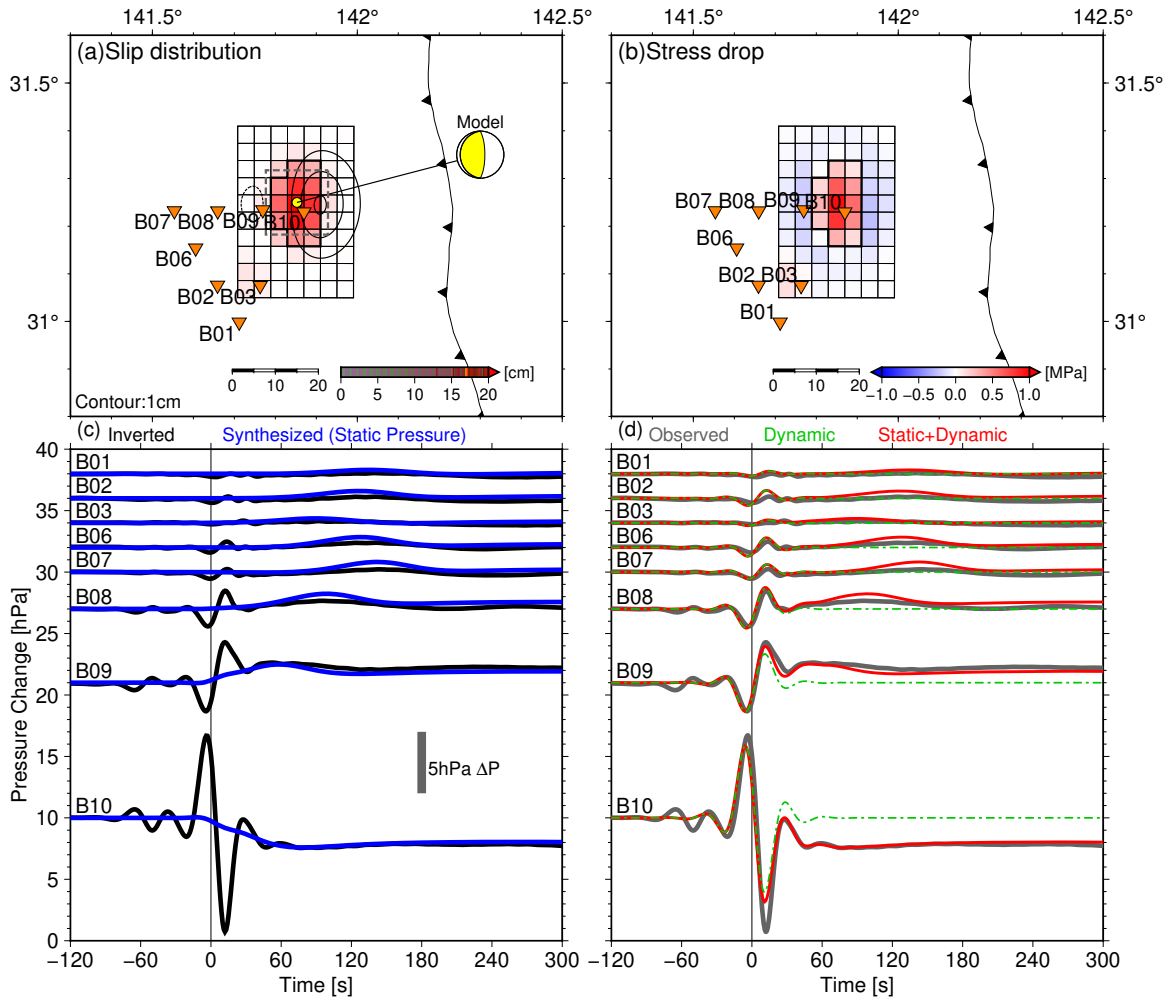 141.5° 142° 142.5°
141.5° 142° 142.5°
(a)Slip distribution
(b)Stress drop
31.5°
31.5°
Model
B07 B08 B09 B10
B07 B08 B09 B10
B06
B06
B02 B03
B02 B03
B01
B01
31°
31°
0 10 20
0 5 10 15 20 [cm]
0 10 20
−1.0 −0.5 0.0 0.5 1.0 [MPa]
Contour:1cm
(c) Inverted Synthesized (Static Pressure)
(d) Observed Dynamic Static+Dynamic
Pressure Change [hPa]
40
35
30
25
20
15
10
5
0
B01
B02
B03
B06
B07
B08
B09
B10
5hPa ΔP
B01
B02
B03
B06
B07
B08
B09
B10
−120 −60 0 60 120 180 240 300
−120 −60 0 60 120 180 240 300
Time [s]
Time [s]